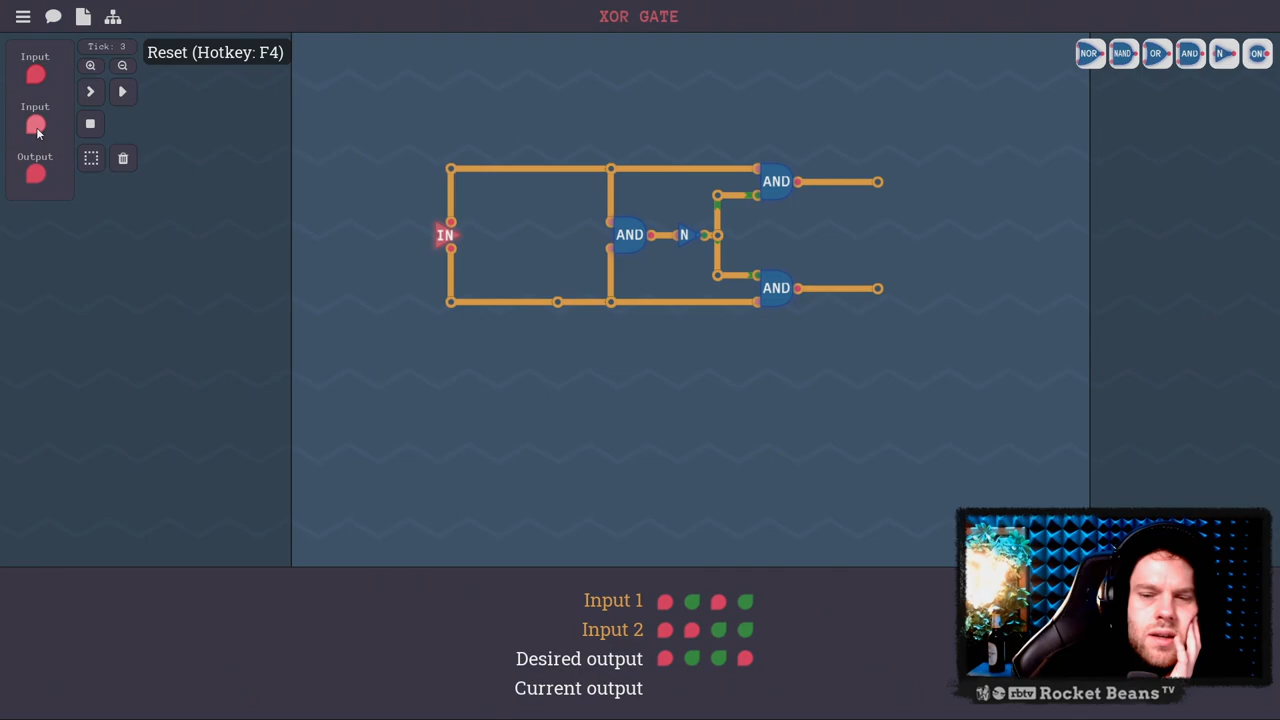 XOR GATE
Input
Input
Output
Tick: 3
Reset (Hotkey: F4)
NOR
NAND
OR
AND
N
ON
IN
AND
N
AND
AND
Input 1
Input 2
Desired output
Current output
rbtv Rocket Beans TV